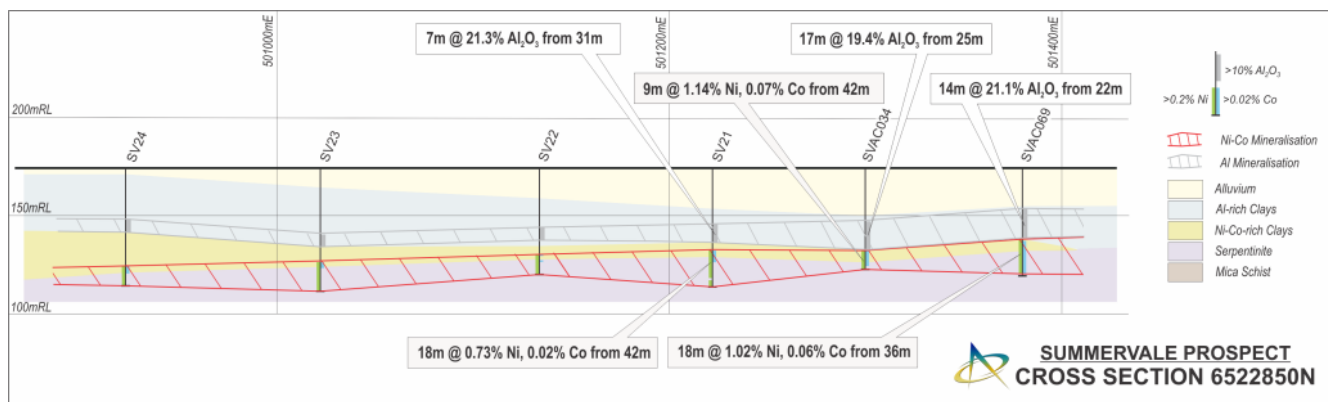 501000mE
501200mE
501400mE
7m @ 21.3% Al₂O₃ from 31m
17m @ 19.4% Al₂O₃ from 25m
9m @ 1.14% Ni, 0.07% Co from 42m
14m @ 21.1% Al₂O₃ from 22m
>10% Al₂O₃
>0.2% Ni
>0.02% Co
200mRL
SV24
SV23
SV22
SV21
SVAC034
SVAC069
Ni-Co Mineralisation
Al Mineralisation
Alluvium
Al-rich Clays
Ni-Co-rich Clays
Serpentinite
Mica Schist
150mRL
100mRL
18m @ 0.73% Ni, 0.02% Co from 42m
18m @ 1.02% Ni, 0.06% Co from 36m
SUMMERVALE PROSPECT
CROSS SECTION 6522850N